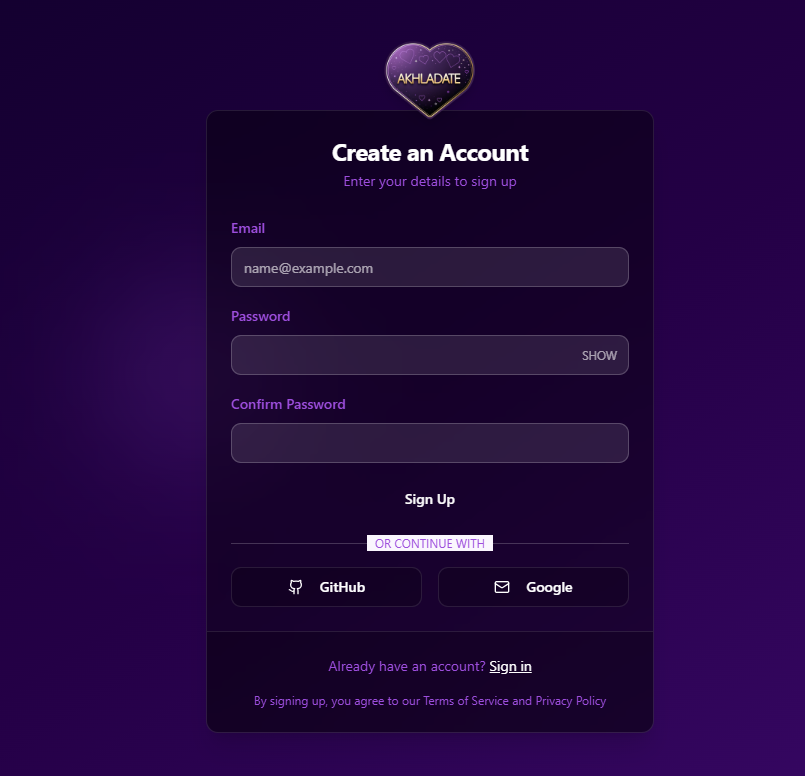 AKHLADATE
Create an Account
Enter your details to sign up
Email
name@example.com
Password
SHOW
Confirm Password
Sign Up
OR CONTINUE WITH
GitHub
Google
Already have an account? Sign in
By signing up, you agree to our Terms of Service and Privacy Policy